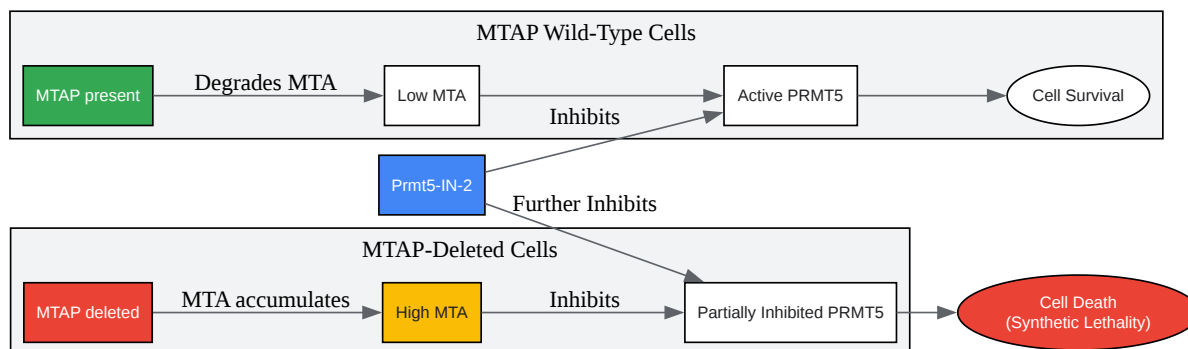 MTAP Wild-Type Cells
MTAP present
Degrades MTA
Low MTA
Active PRMT5
Cell Survival
Inhibits
Prmt5-IN-2
Further Inhibits
MTAP-Deleted Cells
MTAP deleted
MTA accumulates
High MTA
Inhibits
Partially Inhibited PRMT5
Cell Death
(Synthetic Lethality)